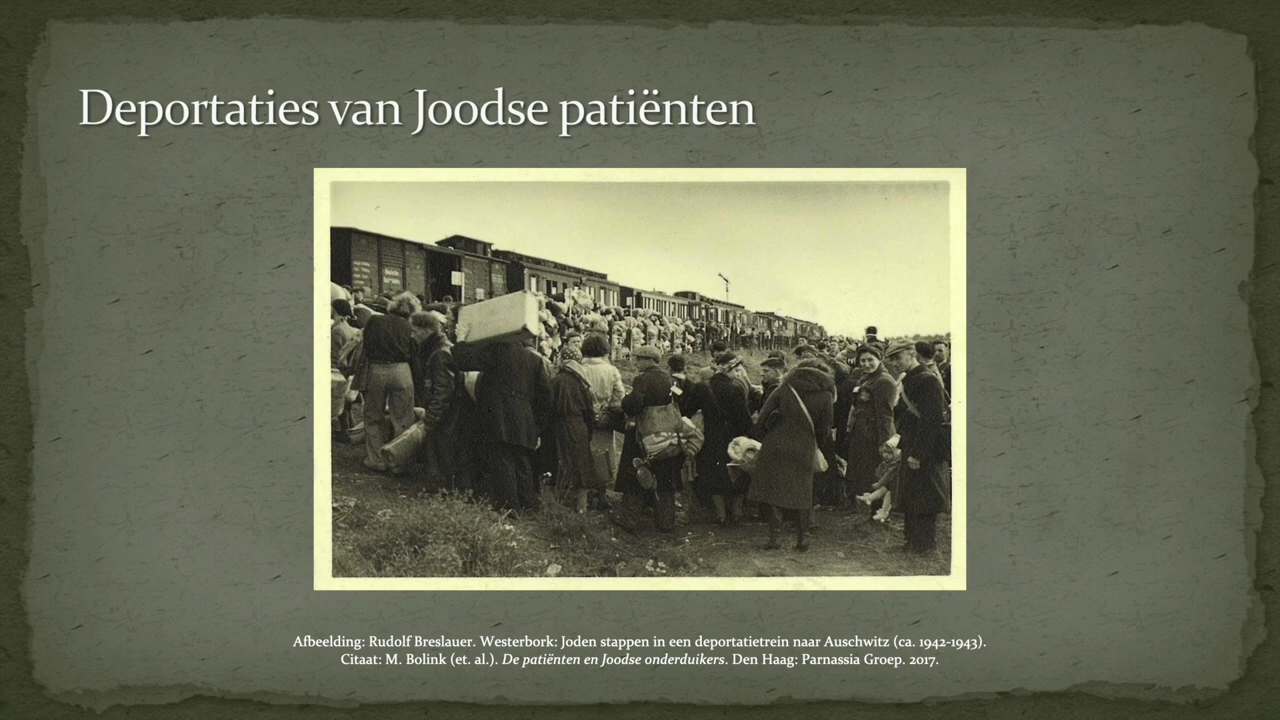 Deportaties van Joodse patiënten
Afbeelding: Rudolf Breslauer. Westerbork: Joden stappen in een deportatietrein naar Auschwitz (ca. 1942-1943).
Citaat: M. Bolink (et. al.). De patiënten en Joodse onderduikers. Den Haag: Parnassia Groep. 2017.